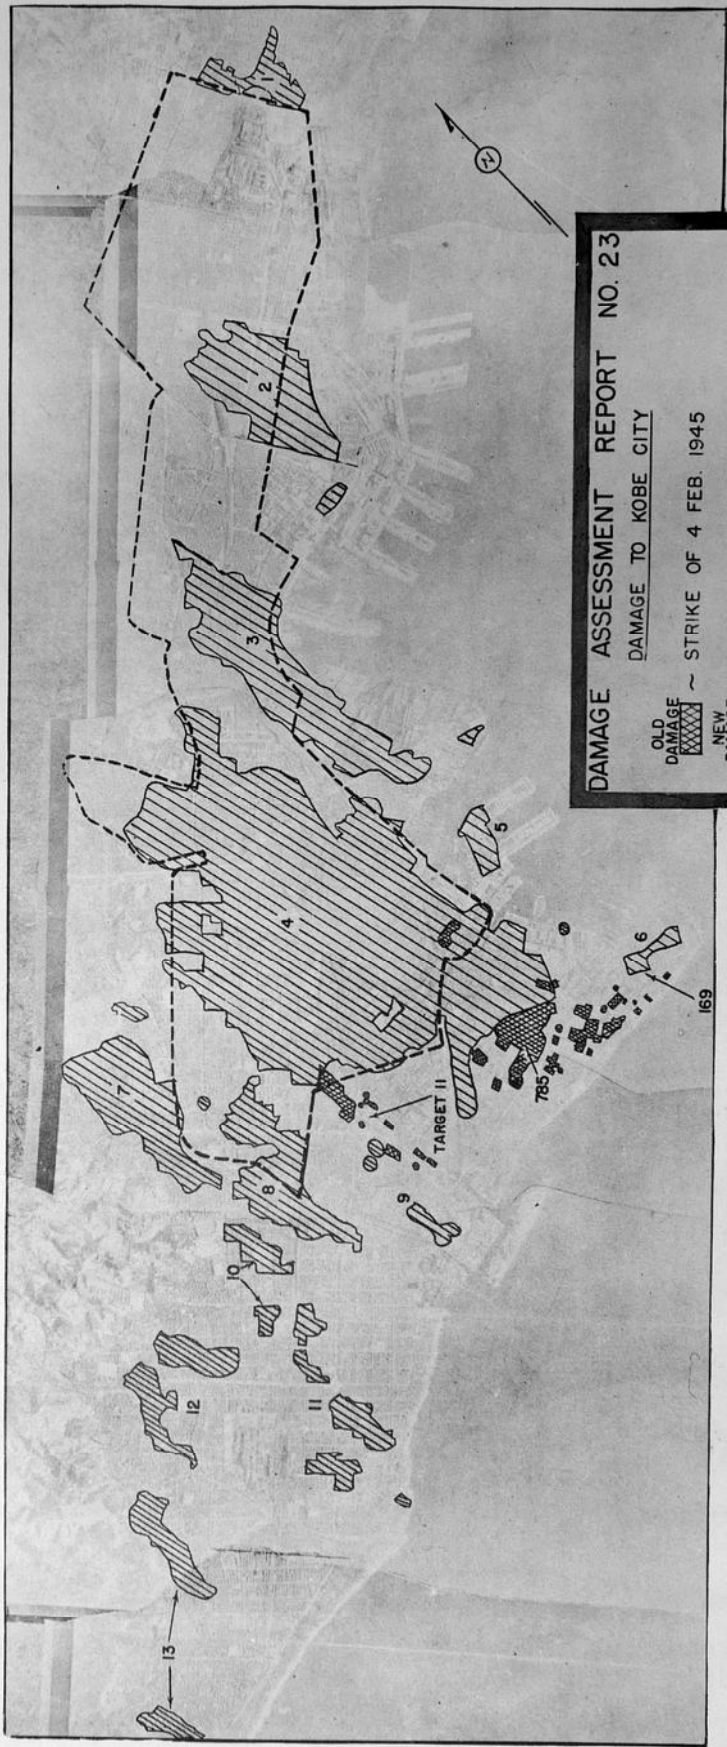 DAMAGE ASSESSMENT REPORT NO. 23
DAMAGE TO KOBE CITY
OLD
DAMAGE
~ STRIKE OF 4 FEB. 1945
NEW
N
1
2
3
4
5
6
169
7
785
TARGET 11
8
9
10
11
12
13